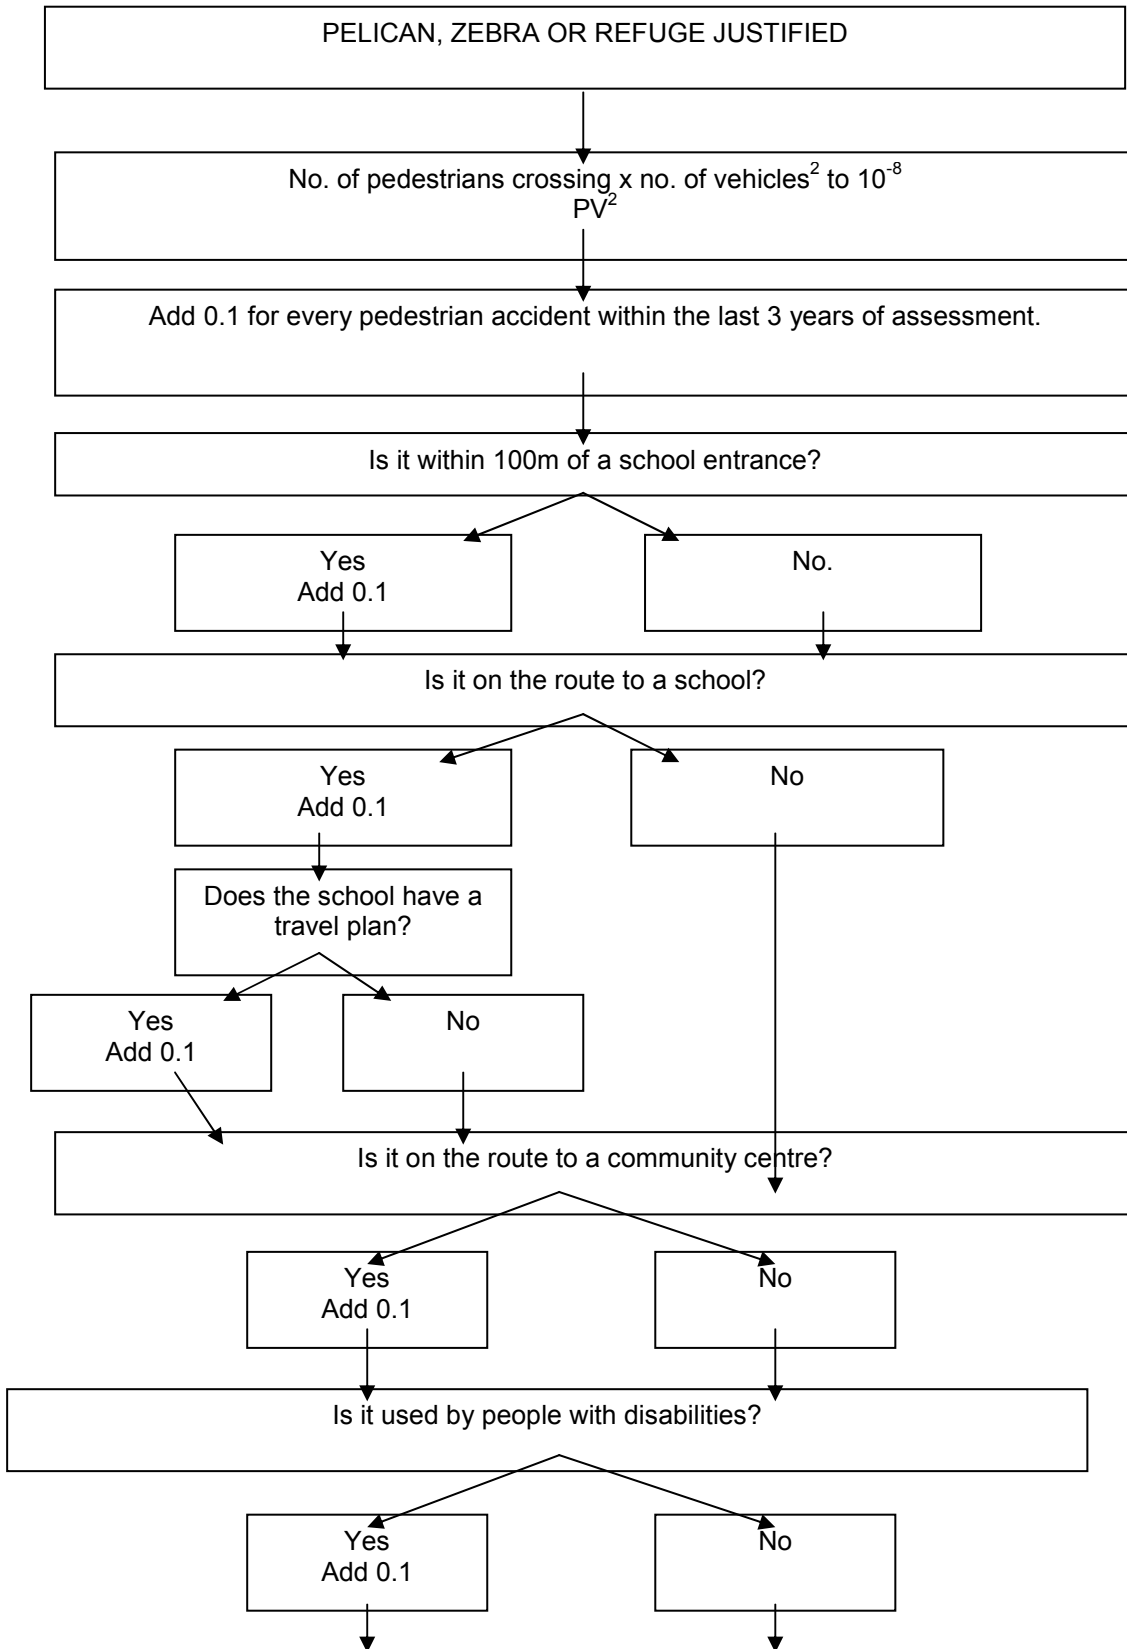 PELICAN, ZEBRA OR REFUGE JUSTIFIED
No. of pedestrians crossing x no. of vehicles² to 10⁻⁸
PV²
Add 0.1 for every pedestrian accident within the last 3 years of assessment.
Is it within 100m of a school entrance?
Yes
Add 0.1
No.
Is it on the route to a school?
Yes
Add 0.1
No
Does the school have a
travel plan?
Yes
Add 0.1
No
Is it on the route to a community centre?
Yes
Add 0.1
No
Is it used by people with disabilities?
Yes
Add 0.1
No